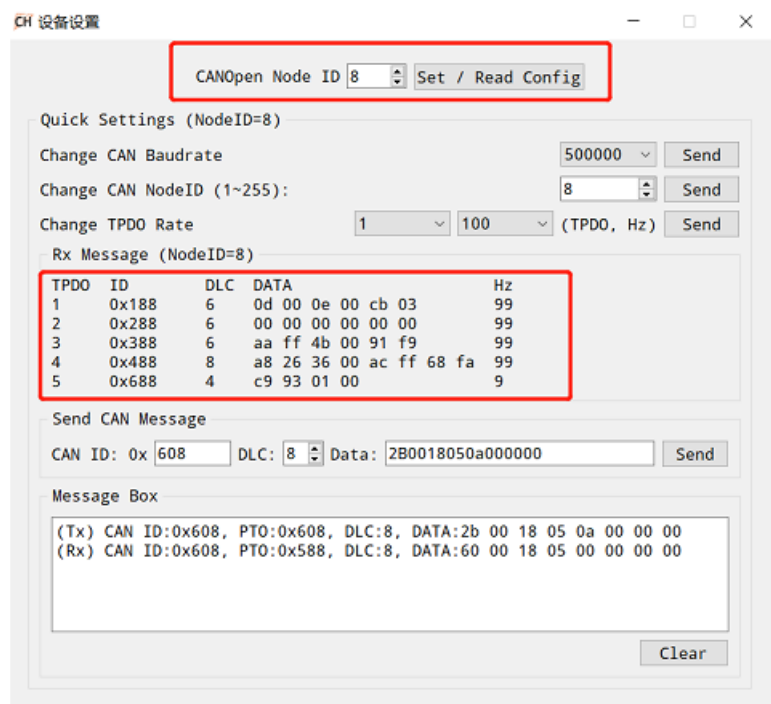 CH 设备设置
CANOpen Node ID 8 Set / Read Config
Quick Settings (NodeID=8)
Change CAN Baudrate 500000 Send
Change CAN NodeID (1~255): 8 Send
Change TPDO Rate 1 100 (TPDO, Hz) Send
Rx Message (NodeID=8)
TPDO ID DLC DATA Hz
1 0x188 6 0d 00 0e 00 cb 03 99
2 0x288 6 00 00 00 00 00 00 99
3 0x388 6 aa ff 4b 00 91 f9 99
4 0x488 8 a8 26 36 00 ac ff 68 fa 99
5 0x688 4 c9 93 01 00 9
Send CAN Message
CAN ID: 0x 608 DLC: 8 Data: 2B0018050a000000 Send
Message Box
(Tx) CAN ID:0x608, PTO:0x608, DLC:8, DATA:2b 00 18 05 0a 00 00 00
(Rx) CAN ID:0x608, PTO:0x588, DLC:8, DATA:60 00 18 05 00 00 00 00
Clear